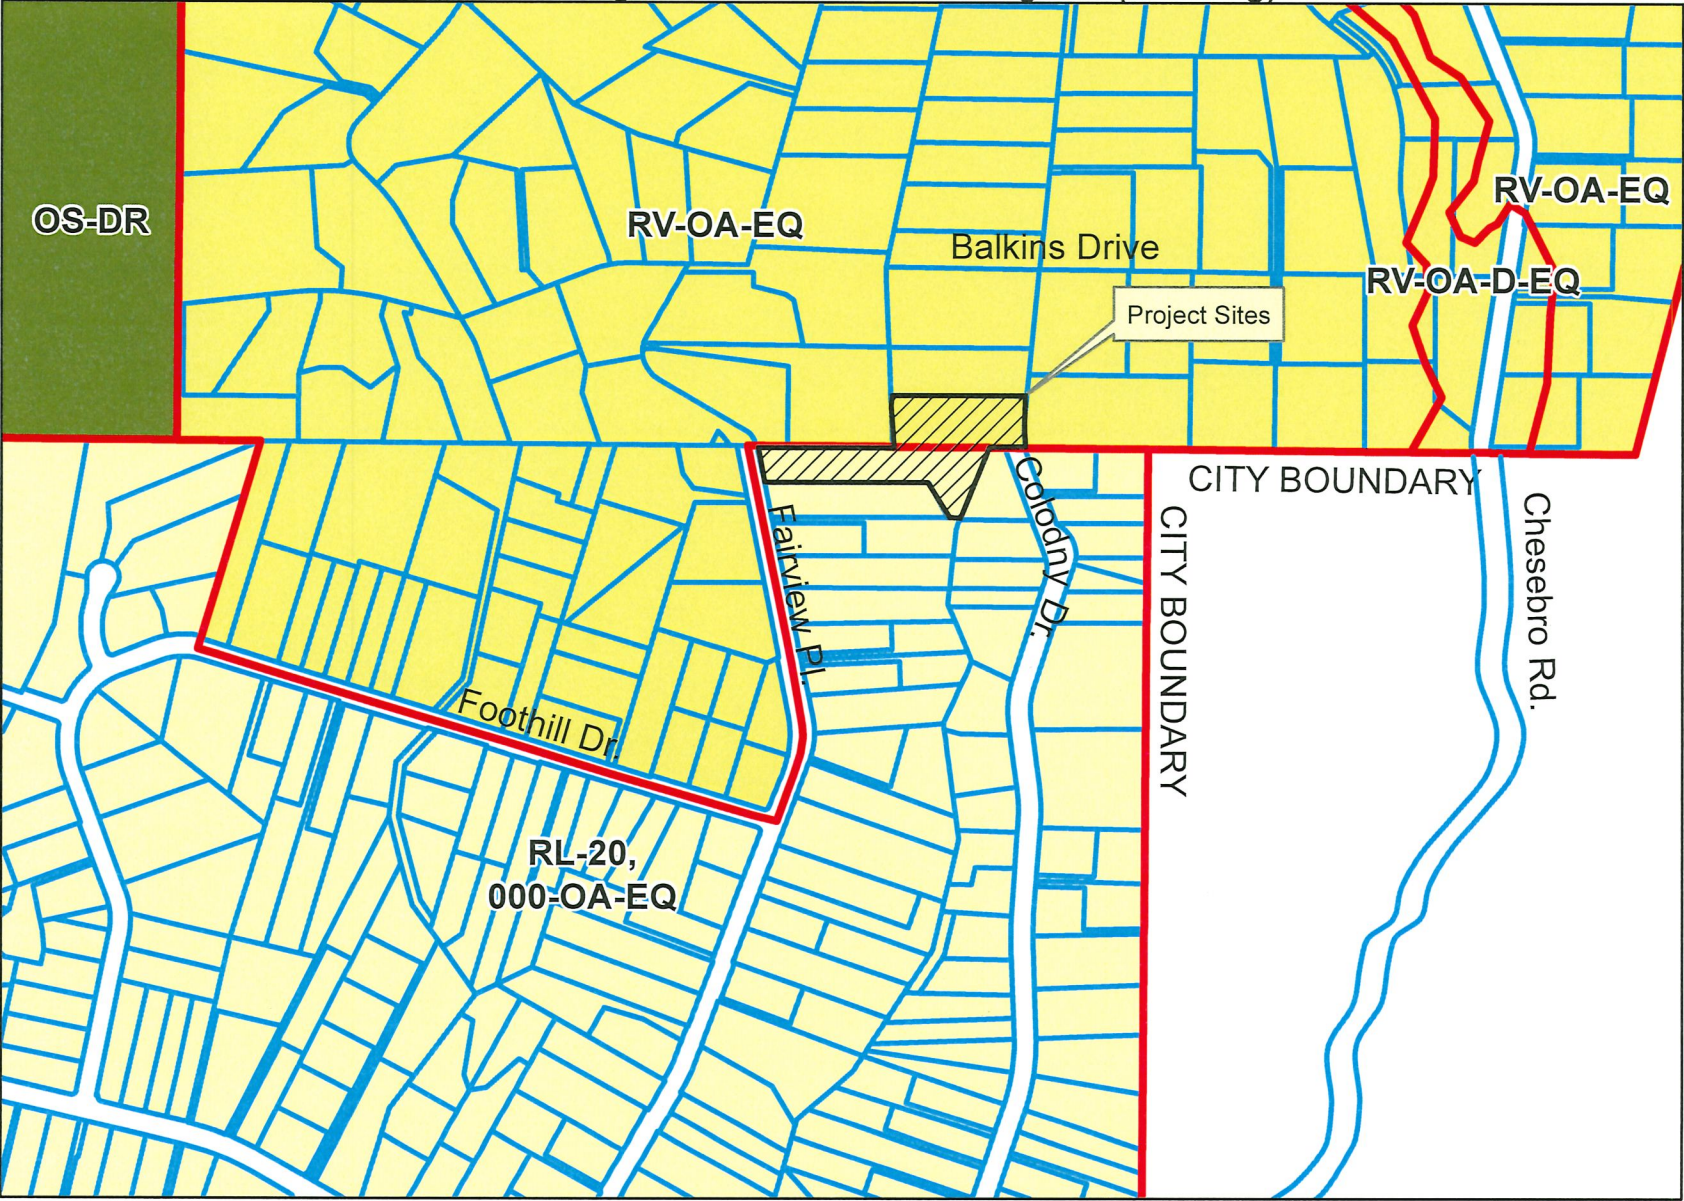 OS-DR
RV-OA-EQ
RV-OA-EQ
Balkins Drive
RV-OA-D-EQ
Project Sites
CITY BOUNDARY
Colodny Dr.
Fairview Pl.
CITY BOUNDARY
Chesebro Rd.
Foothill Dr.
RL-20,
000-OA-EQ